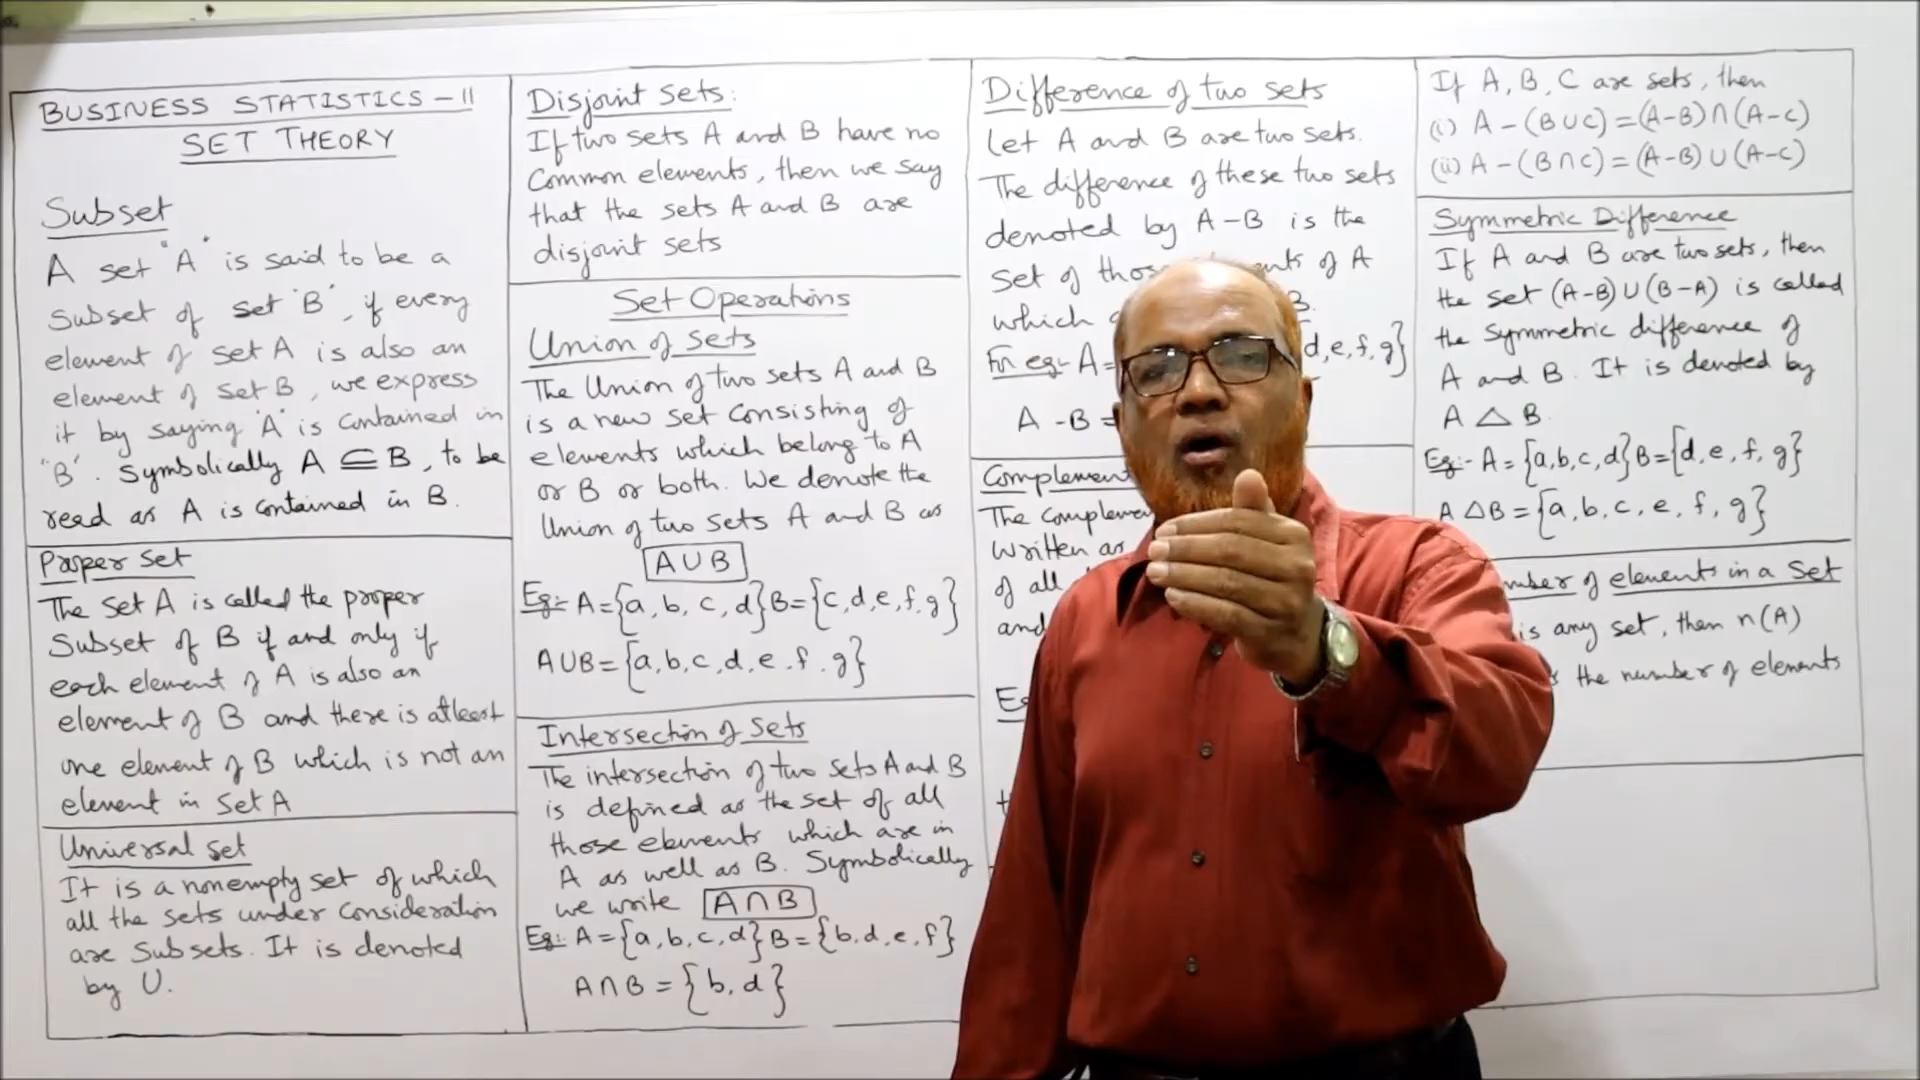 BUSINESS STATISTICS - II
SET THEORY
Subset
A set "A" is said to be a
Subset of set "B", if every
element of set A is also an
element of set B, we express
it by saying "A" is contained in
"B". Symbolically A ⊆ B, to be
read as A is contained in B.
Proper set
The set A is called the proper
Subset of B if and only if
each element of A is also an
element of B and there is atleast
one element of B which is not an
element in set A
Universal set
It is a nonempty set of which
all the sets under consideration
are subsets. It is denoted
by U.
Disjoint sets:
If two sets A and B have no
Common elements, then we say
that the sets A and B are
disjoint sets
Set Operations
Union of sets
The Union of two sets A and B
is a new set consisting of
elements which belong to A
or B or both. We denote the
Union of two sets A and B as
A∪B
Eg:- A={a, b, c, d} B={c,d,e,f,g}
A∪B={a,b,c,d,e.f.g}
Intersection of sets
The intersection of two sets A and B
is defined as the set of all
those elements which are in
A as well as B. Symbolically
we write A∩B
Eg:- A={a,b,c,d} B={b.d,e,f}
A∩B={b,d}
Difference of two sets
Let A and B are two sets.
The difference of these two sets
denoted by A-B is the
set of of A
which B.
For eg:- A= d,e,f,g}
A-B=
The
written as
of all
and
If A, B, C are sets, then
(i) A-(B∪C)=(A-B)∩(A-C)
(ii) A-(B∩C)=(A-B)∪(A-C)
Symmetric Difference
If A and B are two sets, then
the set (A-B)∪(B-A) is called
the symmetric difference of
A and B. It is denoted by
A △ B.
Eg:- A={a,b,c,d} B={d,e,f,g}
A △B={a,b,c,e,f,g}
of elements in a set
is any set, then n(A)
the number of elements